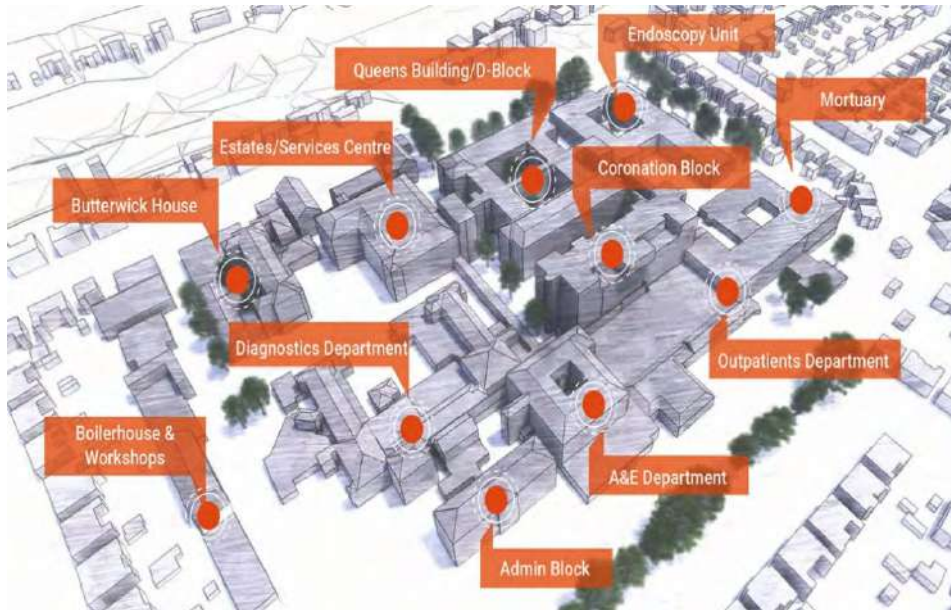 Endoscopy Unit
Queens Building/D-Block
Mortuary
Estates/Services Centre
Coronation Block
Butterwick House
Diagnostics Department
Outpatients Department
Boilerhouse &
Workshops
A&E Department
Admin Block